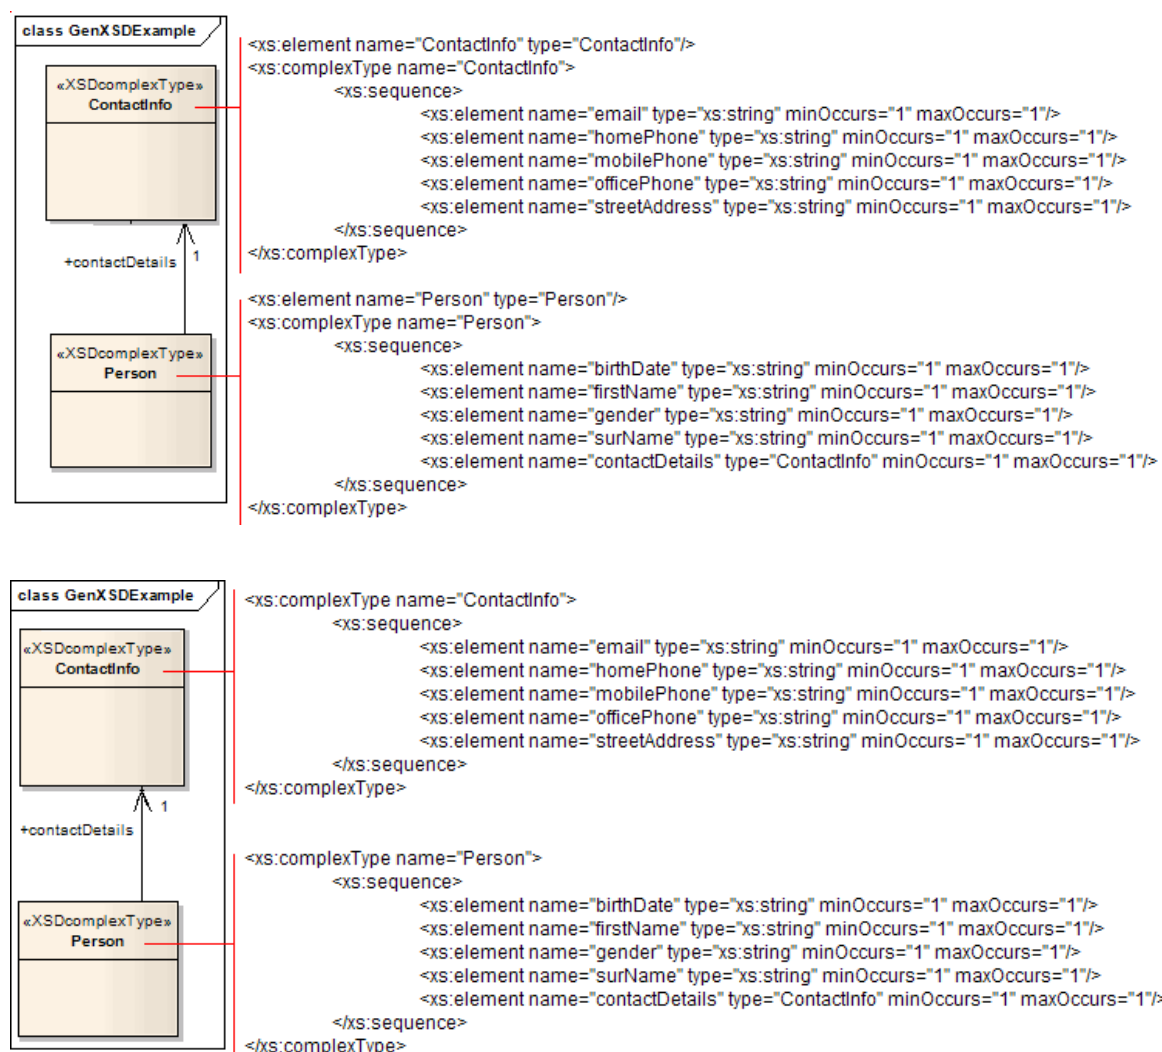 class GenXSDExample
«XSDcomplexType»
ContactInfo
+contactDetails
1
«XSDcomplexType»
Person
<xs:element name="ContactInfo" type="ContactInfo"/>
<xs:complexType name="ContactInfo">
<xs:sequence>
<xs:element name="email" type="xs:string" minOccurs="1" maxOccurs="1"/>
<xs:element name="homePhone" type="xs:string" minOccurs="1" maxOccurs="1"/>
<xs:element name="mobilePhone" type="xs:string" minOccurs="1" maxOccurs="1"/>
<xs:element name="officePhone" type="xs:string" minOccurs="1" maxOccurs="1"/>
<xs:element name="streetAddress" type="xs:string" minOccurs="1" maxOccurs="1"/>
</xs:sequence>
</xs:complexType>
<xs:element name="Person" type="Person"/>
<xs:complexType name="Person">
<xs:sequence>
<xs:element name="birthDate" type="xs:string" minOccurs="1" maxOccurs="1"/>
<xs:element name="firstName" type="xs:string" minOccurs="1" maxOccurs="1"/>
<xs:element name="gender" type="xs:string" minOccurs="1" maxOccurs="1"/>
<xs:element name="surName" type="xs:string" minOccurs="1" maxOccurs="1"/>
<xs:element name="contactDetails" type="ContactInfo" minOccurs="1" maxOccurs="1"/>
</xs:sequence>
</xs:complexType>
class GenXSDExample
«XSDcomplexType»
ContactInfo
1
+contactDetails
«XSDcomplexType»
Person
<xs:complexType name="ContactInfo">
<xs:sequence>
<xs:element name="email" type="xs:string" minOccurs="1" maxOccurs="1"/>
<xs:element name="homePhone" type="xs:string" minOccurs="1" maxOccurs="1"/>
<xs:element name="mobilePhone" type="xs:string" minOccurs="1" maxOccurs="1"/>
<xs:element name="officePhone" type="xs:string" minOccurs="1" maxOccurs="1"/>
<xs:element name="streetAddress" type="xs:string" minOccurs="1" maxOccurs="1"/>
</xs:sequence>
</xs:complexType>
<xs:complexType name="Person">
<xs:sequence>
<xs:element name="birthDate" type="xs:string" minOccurs="1" maxOccurs="1"/>
<xs:element name="firstName" type="xs:string" minOccurs="1" maxOccurs="1"/>
<xs:element name="gender" type="xs:string" minOccurs="1" maxOccurs="1"/>
<xs:element name="surName" type="xs:string" minOccurs="1" maxOccurs="1"/>
<xs:element name="contactDetails" type="ContactInfo" minOccurs="1" maxOccurs="1"/>
</xs:sequence>
</xs:complexType>